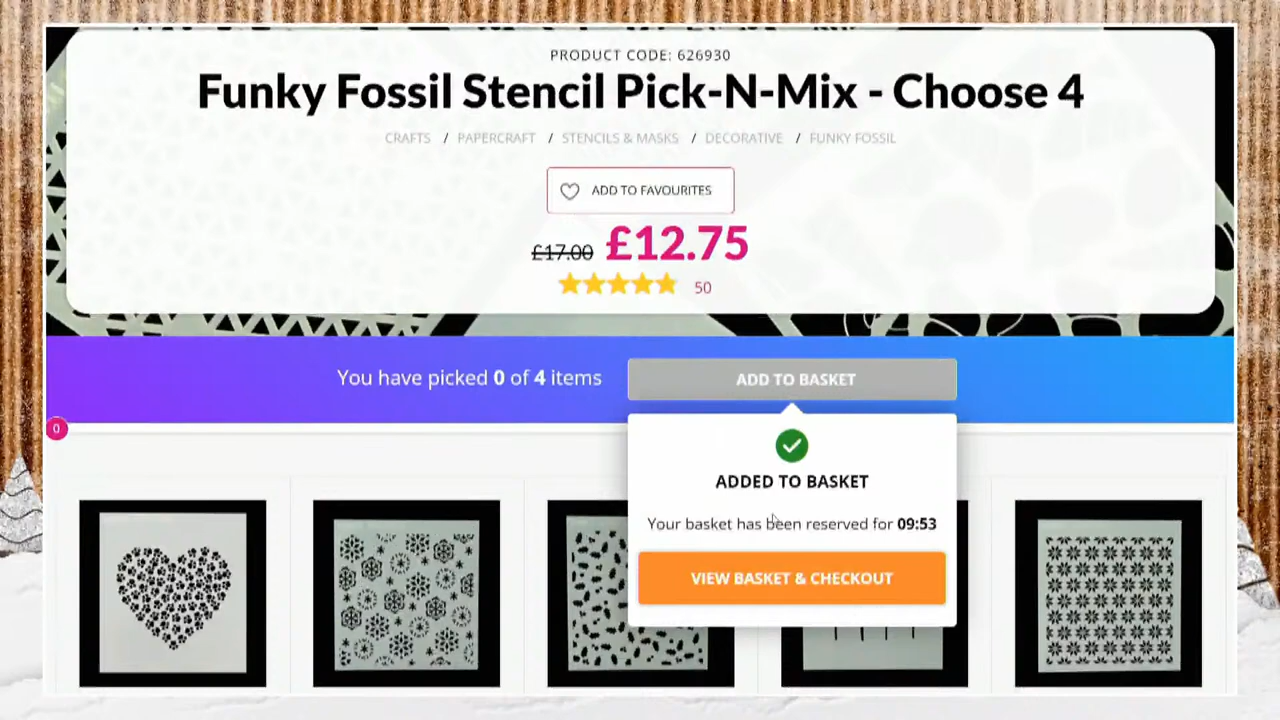 PRODUCT CODE: 626930
Funky Fossil Stencil Pick-N-Mix - Choose 4
CRAFTS / PAPERCRAFT / STENCILS & MASKS / DECORATIVE / FUNKY FOSSIL
ADD TO FAVOURITES
£17.00 £12.75
50
You have picked 0 of 4 items
ADD TO BASKET
0
ADDED TO BASKET
Your basket has been reserved for 09:53
VIEW BASKET & CHECKOUT